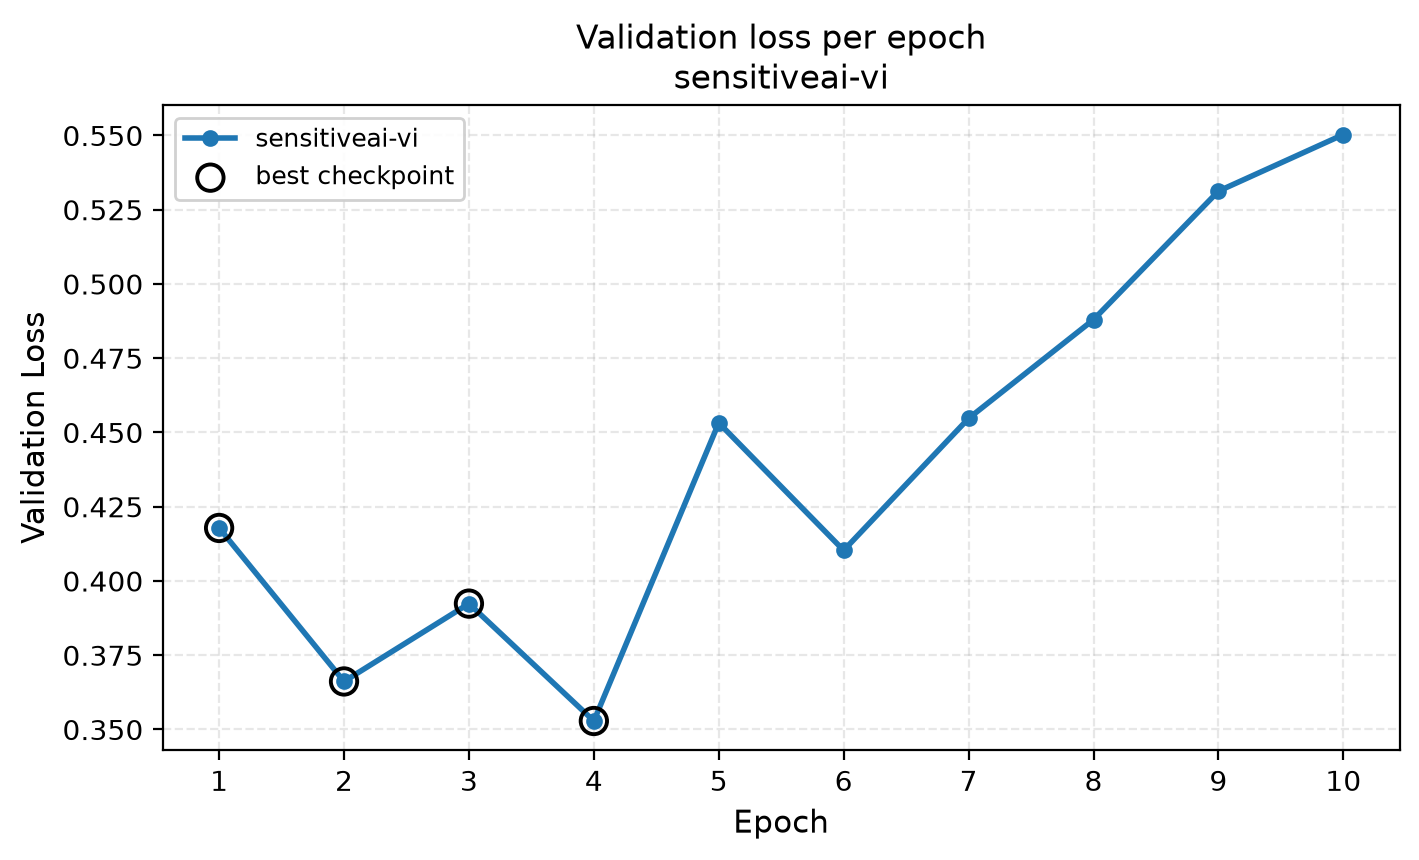 Validation loss per epoch
sensitiveai-vi
sensitiveai-vi
best checkpoint
Validation Loss
0.550
0.525
0.500
0.475
0.450
0.425
0.400
0.375
0.350
1 2 3 4 5 6 7 8 9 10
Epoch